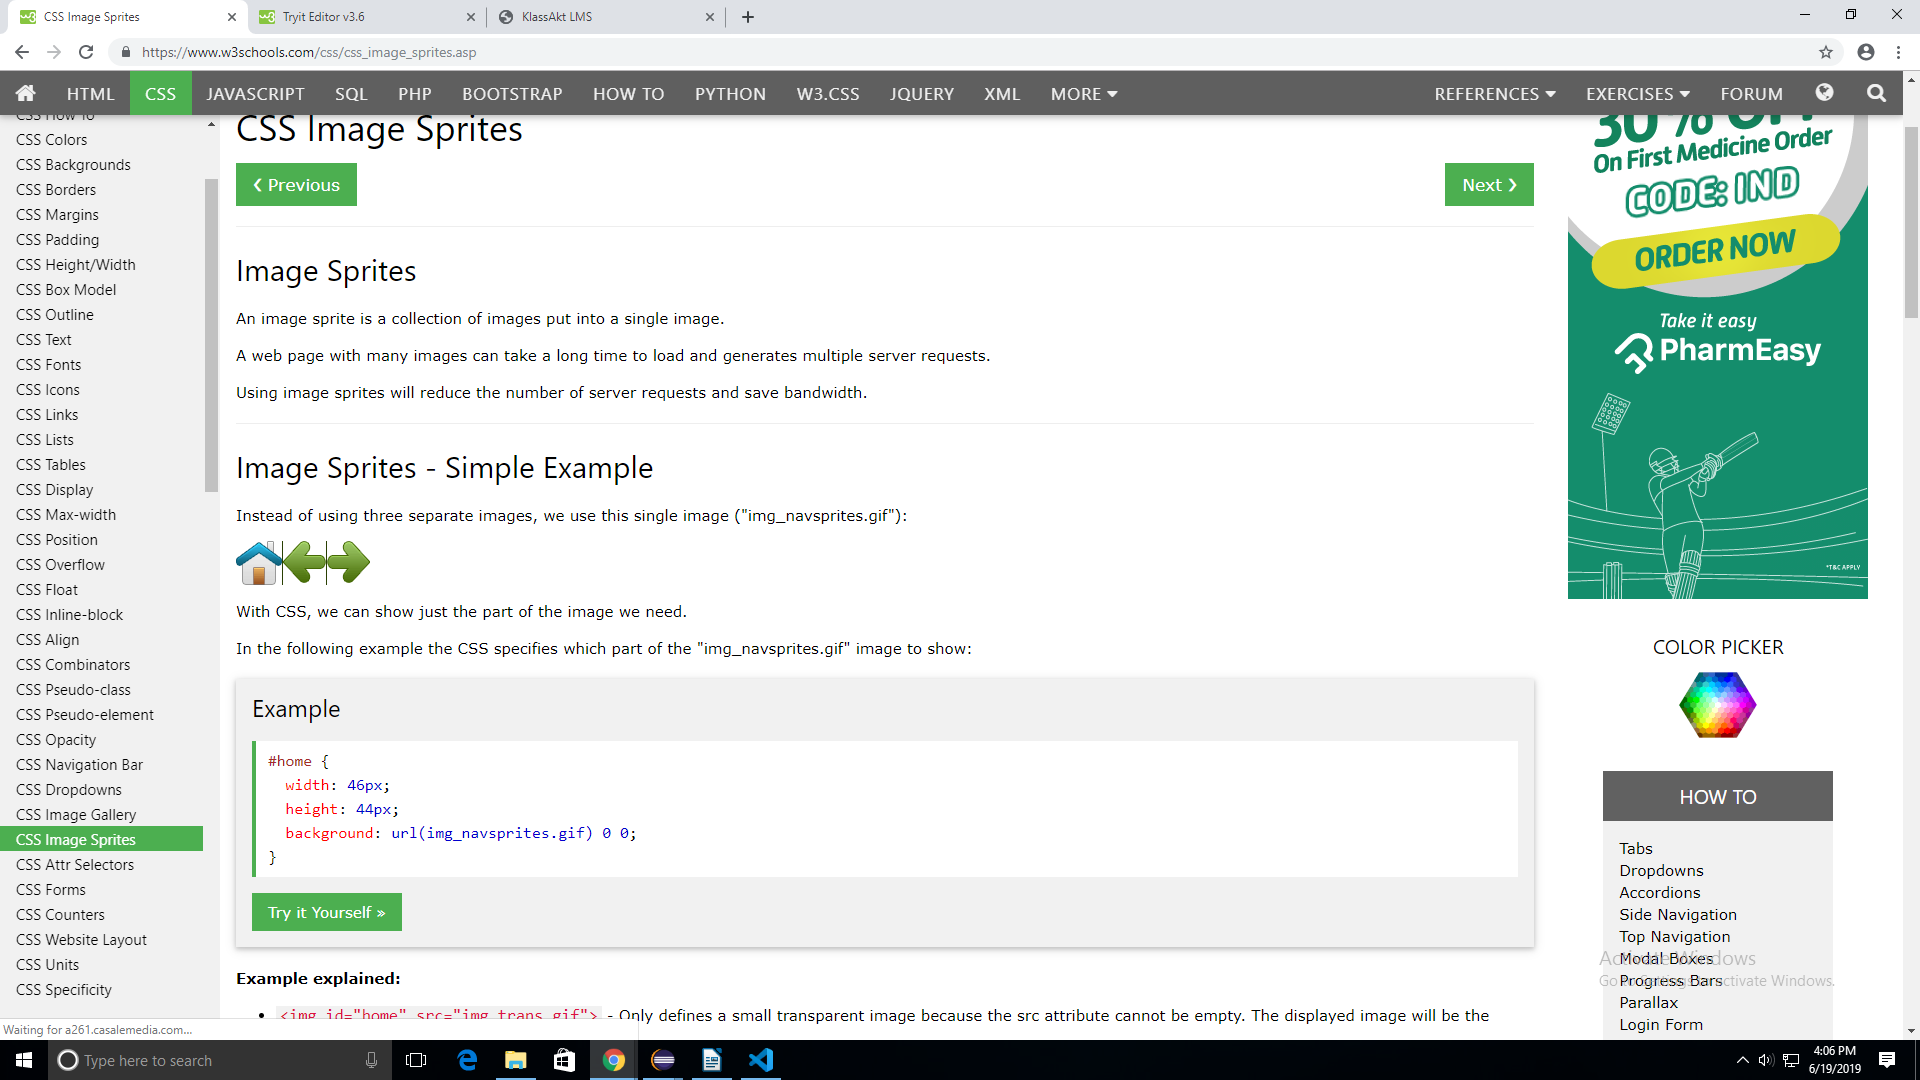 CSS Image Sprites
Tryit Editor v3.6
KlassAkt LMS
https://www.w3schools.com/css/css_image_sprites.asp
HTML CSS JAVASCRIPT SQL PHP BOOTSTRAP HOW TO PYTHON W3.CSS JQUERY XML MORE REFERENCES EXERCISES FORUM
CSS How To
CSS Colors
CSS Backgrounds
CSS Borders
CSS Margins
CSS Padding
CSS Height/Width
CSS Box Model
CSS Outline
CSS Text
CSS Fonts
CSS Icons
CSS Links
CSS Lists
CSS Tables
CSS Display
CSS Max-width
CSS Position
CSS Overflow
CSS Float
CSS Inline-block
CSS Align
CSS Combinators
CSS Pseudo-class
CSS Pseudo-element
CSS Opacity
CSS Navigation Bar
CSS Dropdowns
CSS Image Gallery
CSS Image Sprites
CSS Attr Selectors
CSS Forms
CSS Counters
CSS Website Layout
CSS Units
CSS Specificity
CSS Image Sprites
❮ Previous
Next ❯
Image Sprites
An image sprite is a collection of images put into a single image.
A web page with many images can take a long time to load and generates multiple server requests.
Using image sprites will reduce the number of server requests and save bandwidth.
Image Sprites - Simple Example
Instead of using three separate images, we use this single image ("img_navsprites.gif"):
With CSS, we can show just the part of the image we need.
In the following example the CSS specifies which part of the "img_navsprites.gif" image to show:
Example
#home {
width: 46px;
height: 44px;
background: url(img_navsprites.gif) 0 0;
}
Try it Yourself »
Example explained:
• <img id="home" src="img_trans.gif"> - Only defines a small transparent image because the src attribute cannot be empty. The displayed image will be the
30% OFF
On First Medicine Order
CODE: IND
ORDER NOW
Take it easy
PharmEasy
*T&C APPLY
COLOR PICKER
HOW TO
Tabs
Dropdowns
Accordions
Side Navigation
Top Navigation
Modal Boxes
Progress Bars
Parallax
Login Form
Activate Windows
Go to Settings to activate Windows.
Waiting for a261.casalemedia.com...
Type here to search
4:06 PM
6/19/2019